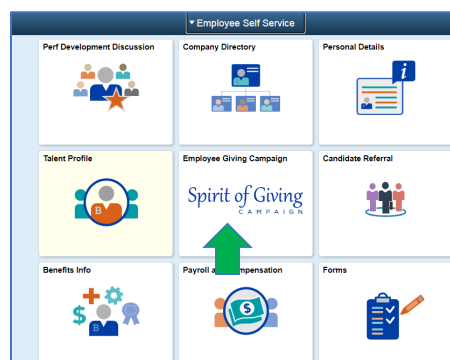 Employee Self Service
Perf Development Discussion
Company Directory
Personal Details
i
Talent Profile
Employee Giving Campaign
Candidate Referral
B
Spirit of Giving
CAMPAIGN
Benefits Info
Payroll a mpensation
Forms
$
B
$